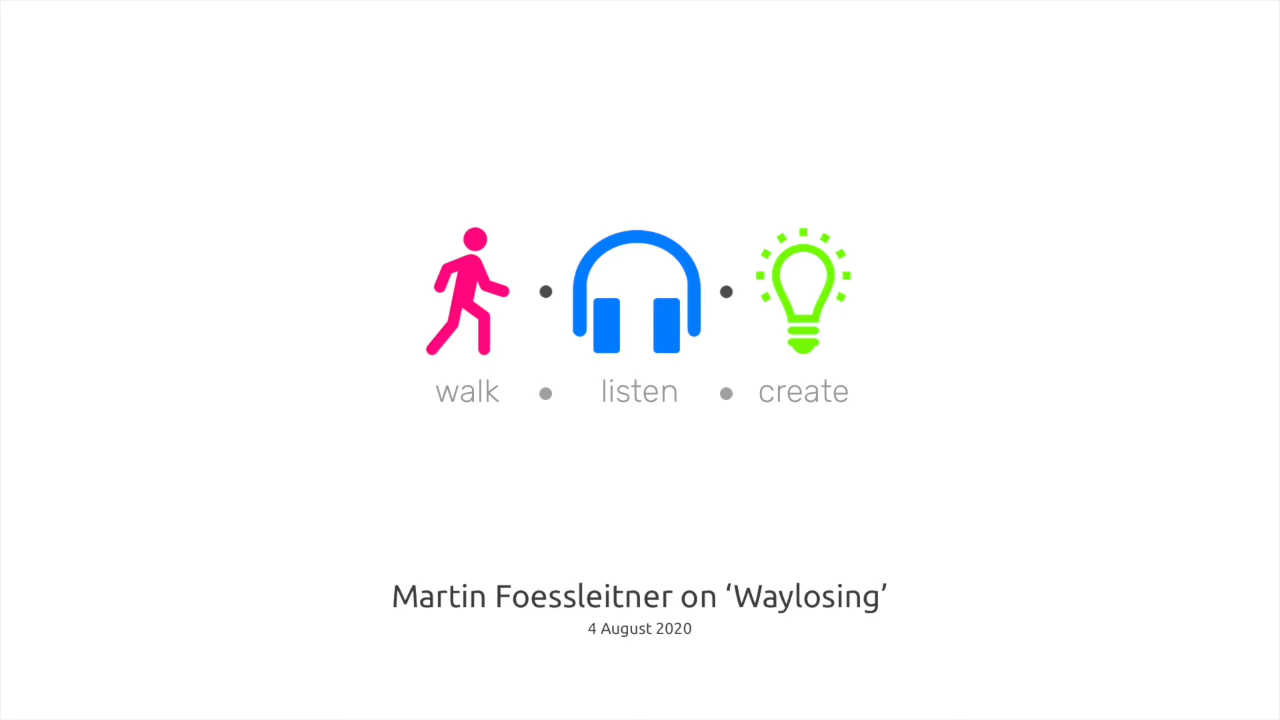 walk • listen • create
Martin Foessleitner on ‘Waylosing’
4 August 2020